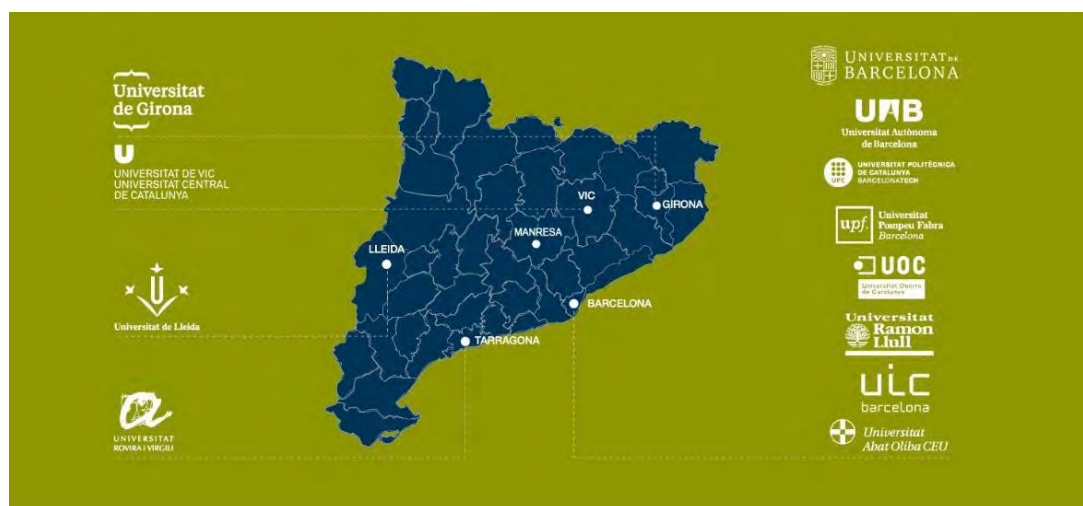 Universitat
de Girona
U
UNIVERSITAT DE VIC
UNIVERSITAT CENTRAL
DE CATALUNYA
Universitat de Lleida
UNIVERSITAT
ROVIRA I VIRGILI
VIC
GIRONA
MANRESA
LLEIDA
BARCELONA
TARRAGONA
UNIVERSITAT DE
BARCELONA
UAB
Universitat Autònoma
de Barcelona
UPC
UNIVERSITAT POLITÈCNICA
DE CATALUNYA
BARCELONATECH
upf.
Universitat
Pompeu Fabra
Barcelona
UOC
Universitat Oberta
de Catalunya
Universitat
Ramon
Llull
uic
barcelona
Universitat
Abat Oliba CEU